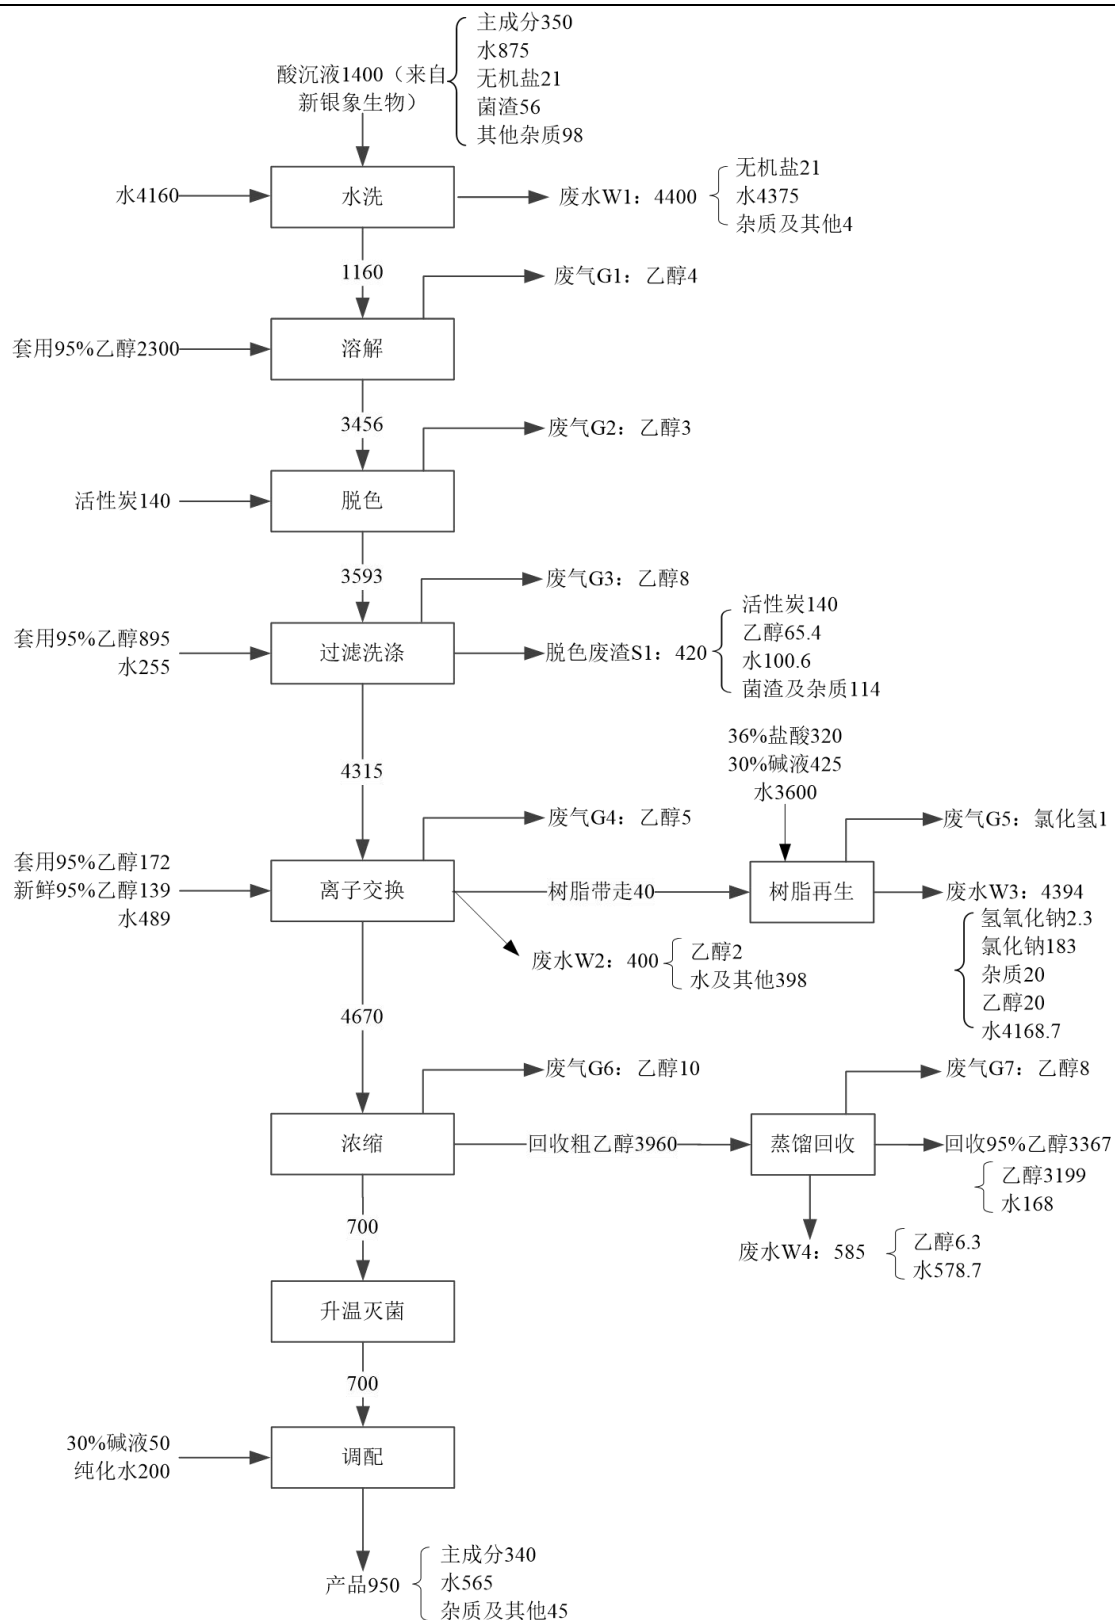 主成分350
水875
无机盐21
菌渣56
其他杂质98
酸沉液1400（来自
新银象生物）
水4160
水洗
废水W1：4400
无机盐21
水4375
杂质及其他4
1160
废气G1：乙醇4
套用95%乙醇2300
溶解
3456
废气G2：乙醇3
活性炭140
脱色
3593
废气G3：乙醇8
套用95%乙醇895
水255
过滤洗涤
脱色废渣S1：420
活性炭140
乙醇65.4
水100.6
菌渣及杂质114
4315
36%盐酸320
30%碱液425
水3600
废气G4：乙醇5
废气G5：氯化氢1
套用95%乙醇172
新鲜95%乙醇139
水489
离子交换
树脂带走40
树脂再生
废水W3：4394
氢氧化钠2.3
氯化钠183
杂质20
乙醇20
水4168.7
废水W2：400
乙醇2
水及其他398
4670
废气G6：乙醇10
废气G7：乙醇8
浓缩
回收粗乙醇3960
蒸馏回收
回收95%乙醇3367
乙醇3199
水168
700
废水W4：585
乙醇6.3
水578.7
升温灭菌
700
30%碱液50
纯化水200
调配
产品950
主成分340
水565
杂质及其他45